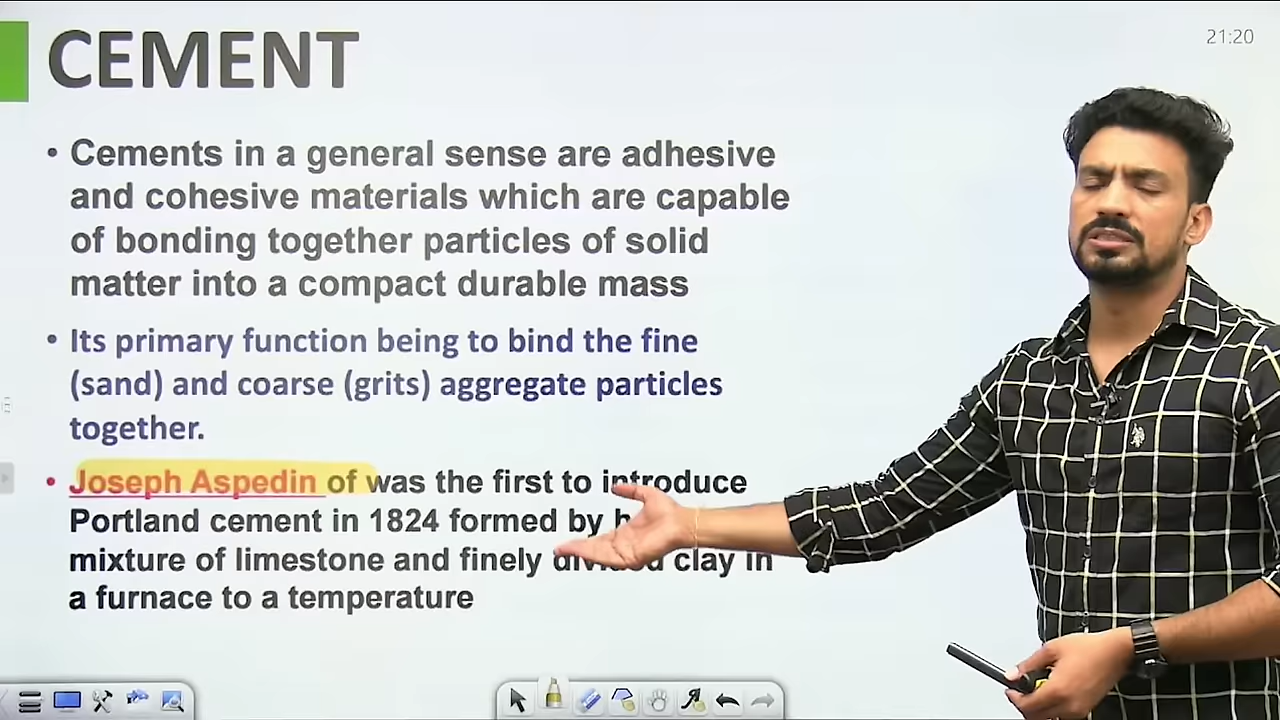 CEMENT
21:20
• Cements in a general sense are adhesive
and cohesive materials which are capable
of bonding together particles of solid
matter into a compact durable mass
• Its primary function being to bind the fine
(sand) and coarse (grits) aggregate particles
together.
• Joseph Aspedin of was the first to introduce
Portland cement in 1824 formed by
mixture of limestone and finely divided clay in
a furnace to a temperature